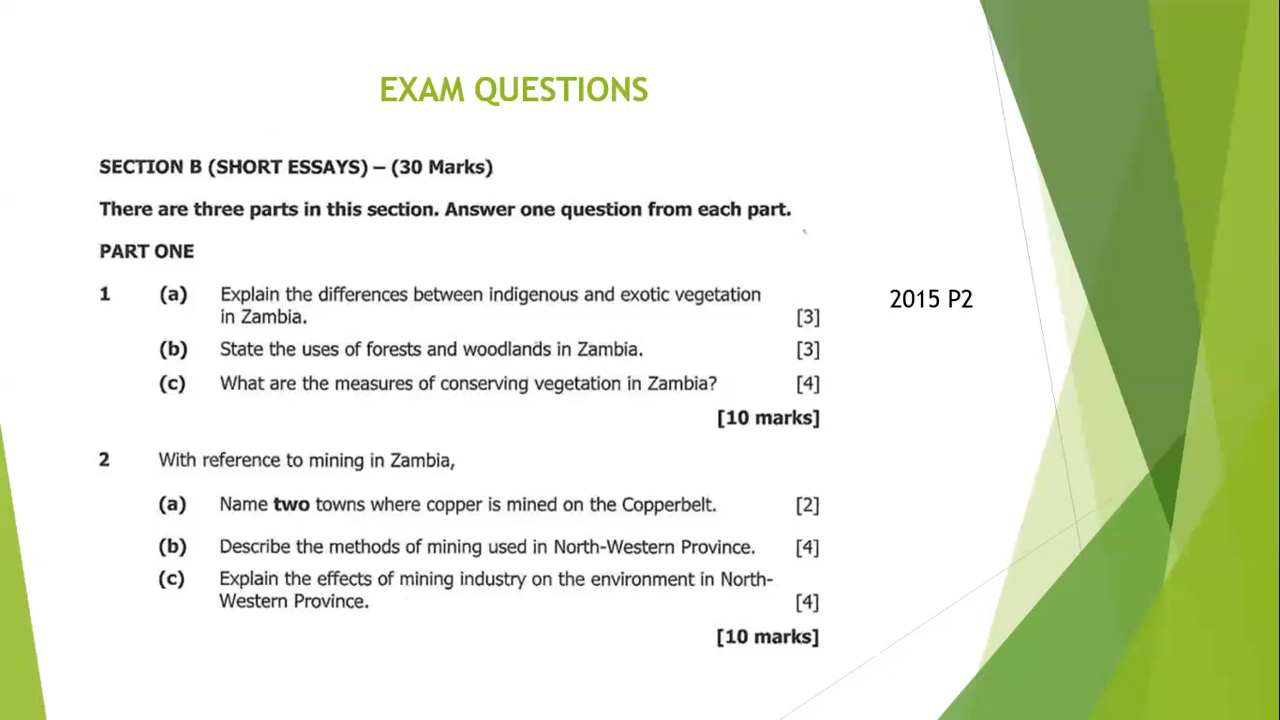 EXAM QUESTIONS
SECTION B (SHORT ESSAYS) – (30 Marks)
There are three parts in this section. Answer one question from each part.
PART ONE
1 (a) Explain the differences between indigenous and exotic vegetation
in Zambia. [3]
2015 P2
(b) State the uses of forests and woodlands in Zambia. [3]
(c) What are the measures of conserving vegetation in Zambia? [4]
[10 marks]
2 With reference to mining in Zambia,
(a) Name two towns where copper is mined on the Copperbelt. [2]
(b) Describe the methods of mining used in North-Western Province. [4]
(c) Explain the effects of mining industry on the environment in North-
Western Province. [4]
[10 marks]